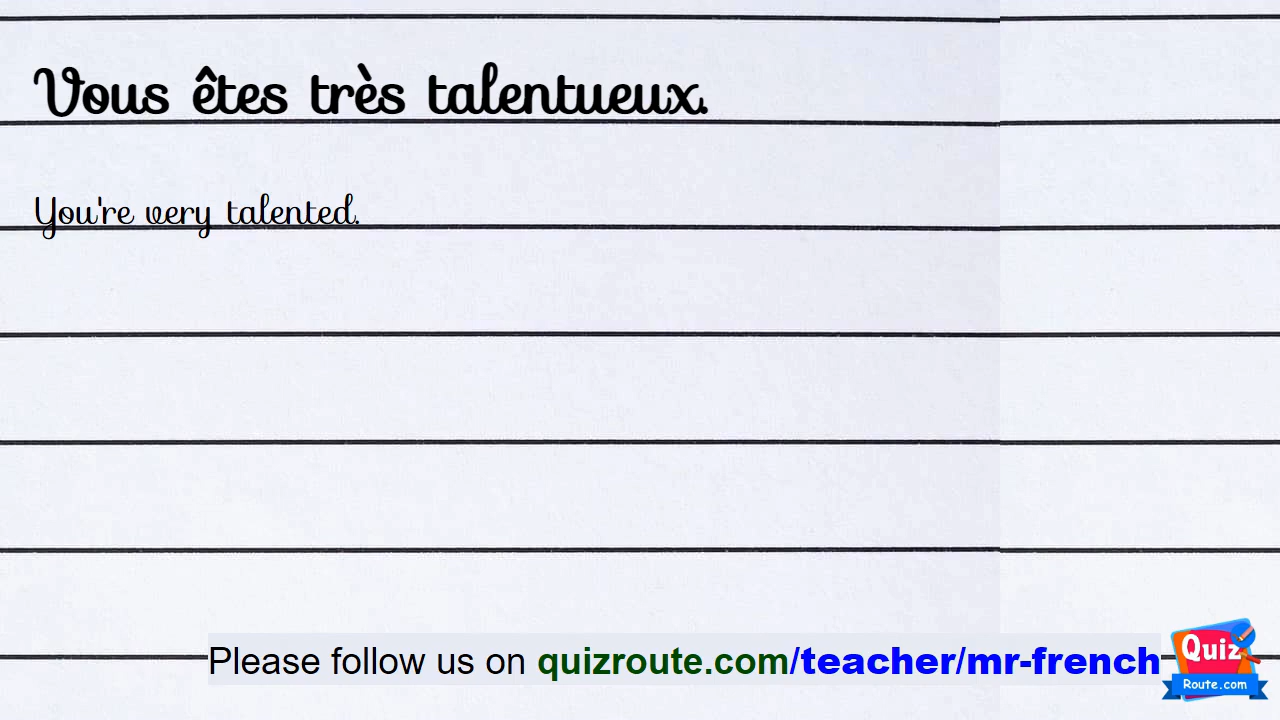 Vous êtes très talentueux.
You're very talented.
Please follow us on quizroute.com/teacher/mr-french
Quiz
Route.com